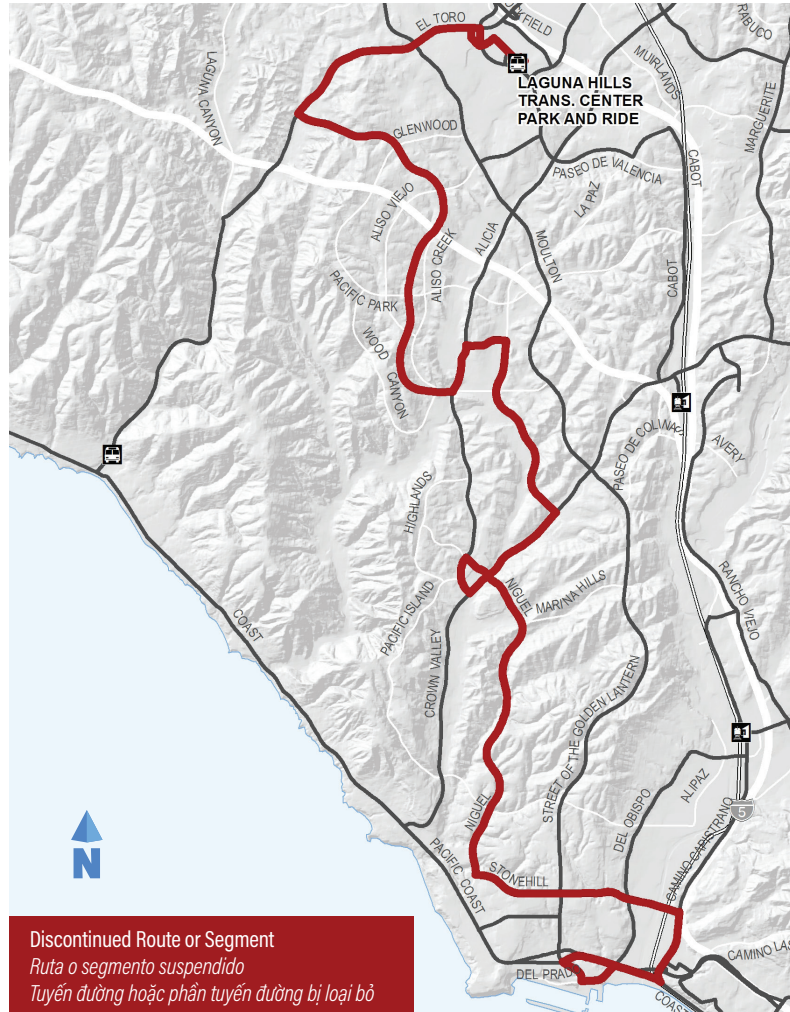 EL TORO
OCKFIELD
RABUCO
LAGUNA CANYON
MUIRLANDS
LAGUNA HILLS
TRANS. CENTER
PARK AND RIDE
MARGUERITE
GLENWOOD
CABOT
PASEO DE VALENCIA
LA PAZ
ALISO VIEJO
ALICIA
MOULTON
ALISO CREEK
CABOT
PACIFIC PARK
WOOD CANYON
PASEO DE COLINAS
AVERY
HIGHLANDS
RANCHO VIEJO
NIGUEL
MARINA HILLS
PACIFIC ISLAND
COAST
CROWN VALLEY
STREET OF THE GOLDEN LANTERN
ALIPAZ
DEL OBISPO
5
NIGUEL
CAMINO CAPISTRANO
N
PACIFIC COAST
STONEHILL
CAMINO LAS
DEL PRADO
COAST
Discontinued Route or Segment
Ruta o segmento suspendido
Tuyến đường hoặc phần tuyến đường bị loại bỏ